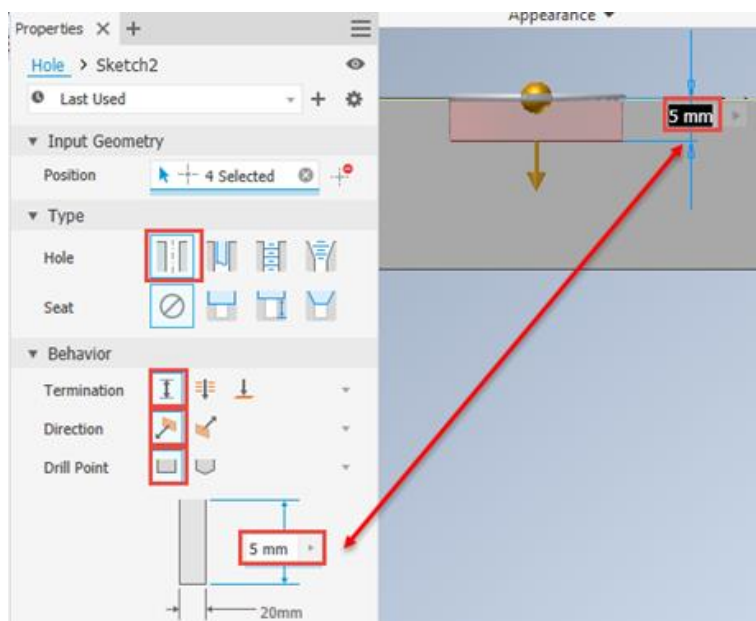 Properties × +
Appearance
Hole > Sketch2
Last Used
5 mm
Input Geometry
Position 4 Selected
Type
Hole
Seat
Behavior
Termination
Direction
Drill Point
5 mm
20mm